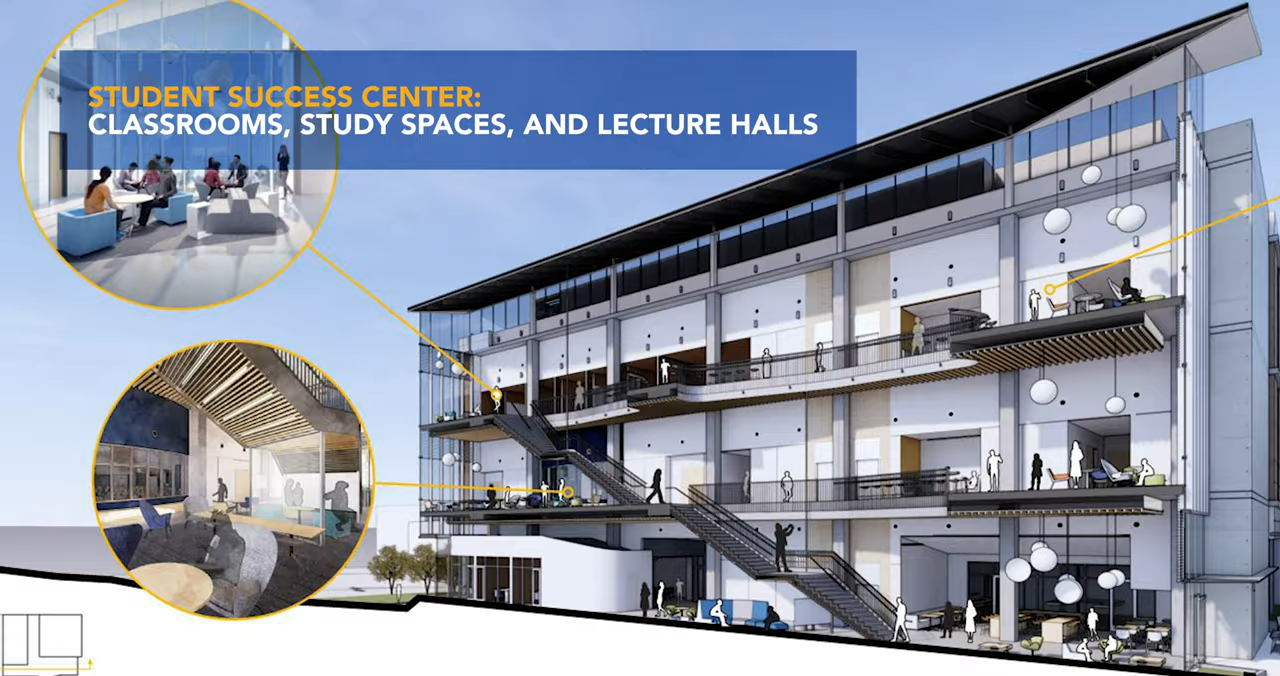 STUDENT SUCCESS CENTER:
CLASSROOMS, STUDY SPACES, AND LECTURE HALLS